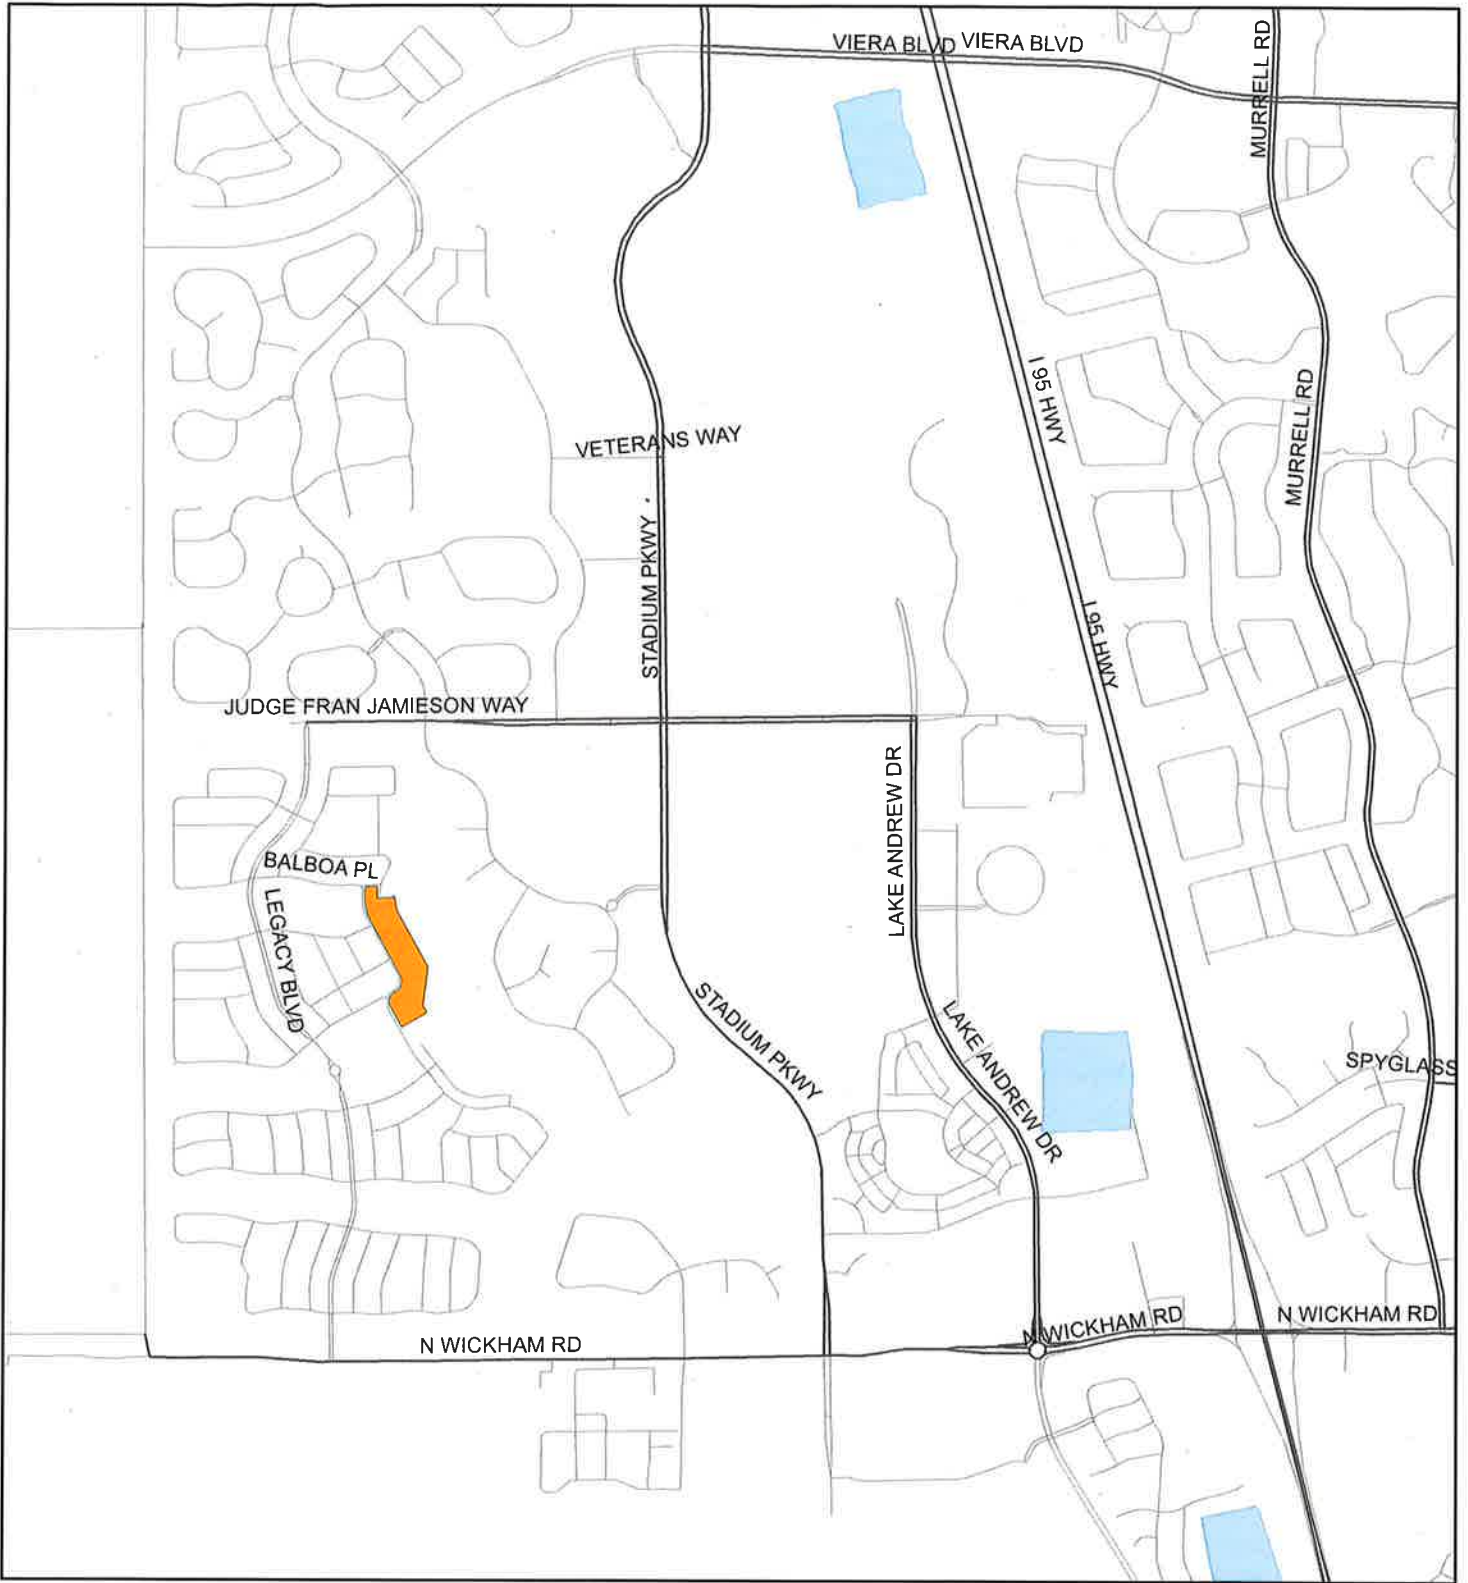 VIERA BLVD
VIERA BLVD
MURRELL RD
I 95 HWY
MURRELL RD
VETERANS WAY
STADIUM PKWY
I 95 HWY
JUDGE FRAN JAMIESON WAY
LAKE ANDREW DR
BALBOA PL
LEGACY BLVD
STADIUM PKWY
LAKE ANDREW DR
SPYGLASS
N WICKHAM RD
N WICKHAM RD
N WICKHAM RD